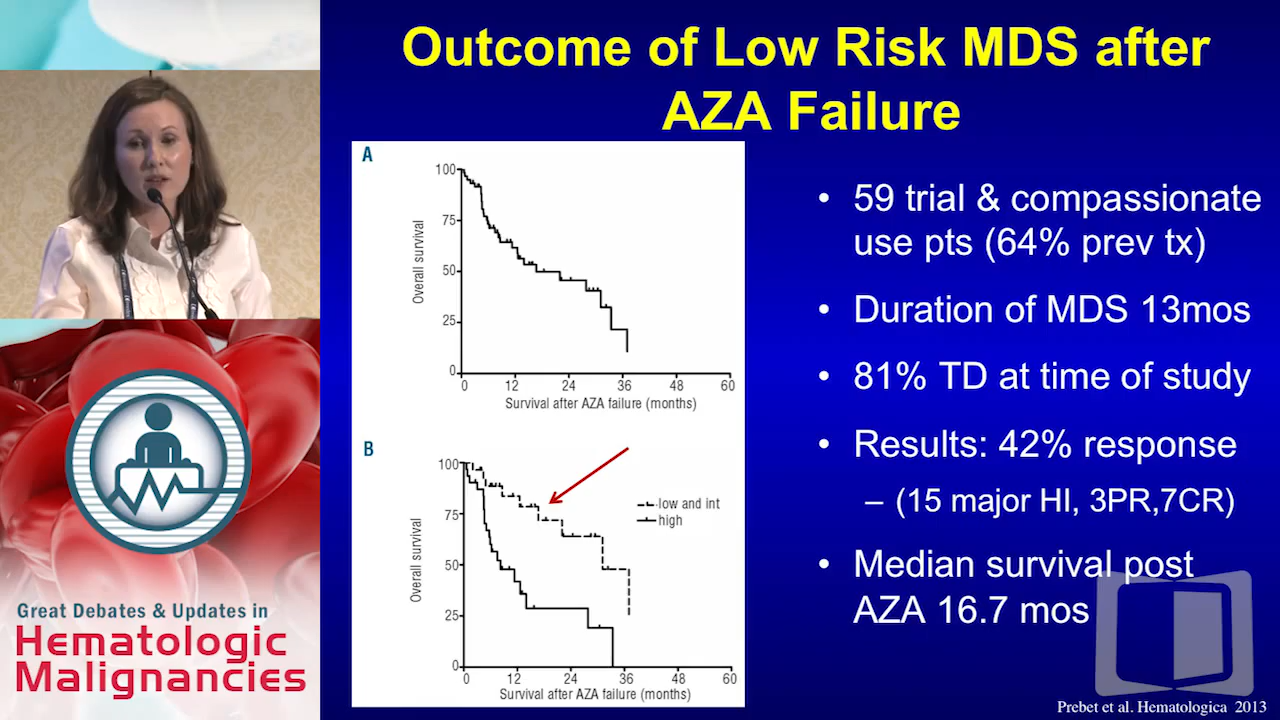 Outcome of Low Risk MDS after
AZA Failure
A
100
75
50
25
0
Overall survival
0 12 24 36 48 60
Survival after AZA failure (months)
B
100
75
50
25
0
Overall survival
low and int
high
0 12 24 36 48 60
Survival after AZA failure (months)
• 59 trial & compassionate
use pts (64% prev tx)
• Duration of MDS 13mos
• 81% TD at time of study
• Results: 42% response
– (15 major HI, 3PR,7CR)
• Median survival post
AZA 16.7 mos
Prebet et al. Hematologica 2013
Great Debates & Updates in
Hematologic
Malignancies